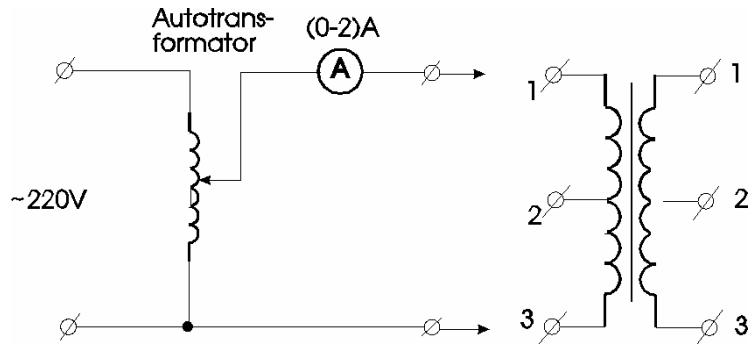 Autotrans-
formator
(0-2)A
A
~220V
1
2
3
1
2
3